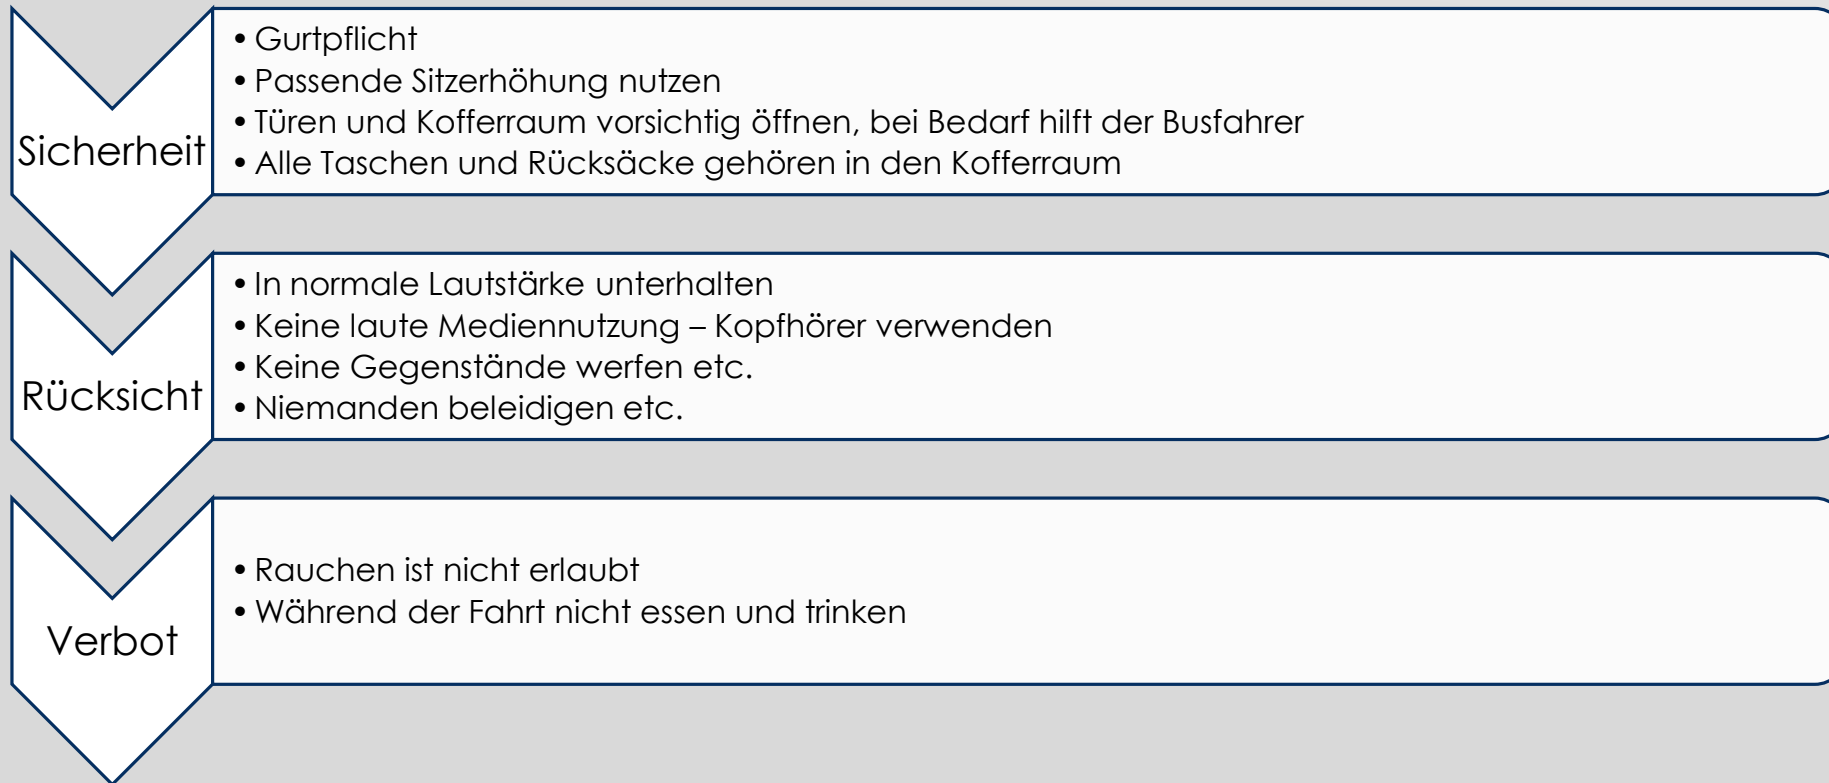 Sicherheit
• Gurtpflicht
• Passende Sitzerhöhung nutzen
• Türen und Kofferraum vorsichtig öffnen, bei Bedarf hilft der Busfahrer
• Alle Taschen und Rücksäcke gehören in den Kofferraum
Rücksicht
• In normale Lautstärke unterhalten
• Keine laute Mediennutzung – Kopfhörer verwenden
• Keine Gegenstände werfen etc.
• Niemanden beleidigen etc.
Verbot
• Rauchen ist nicht erlaubt
• Während der Fahrt nicht essen und trinken